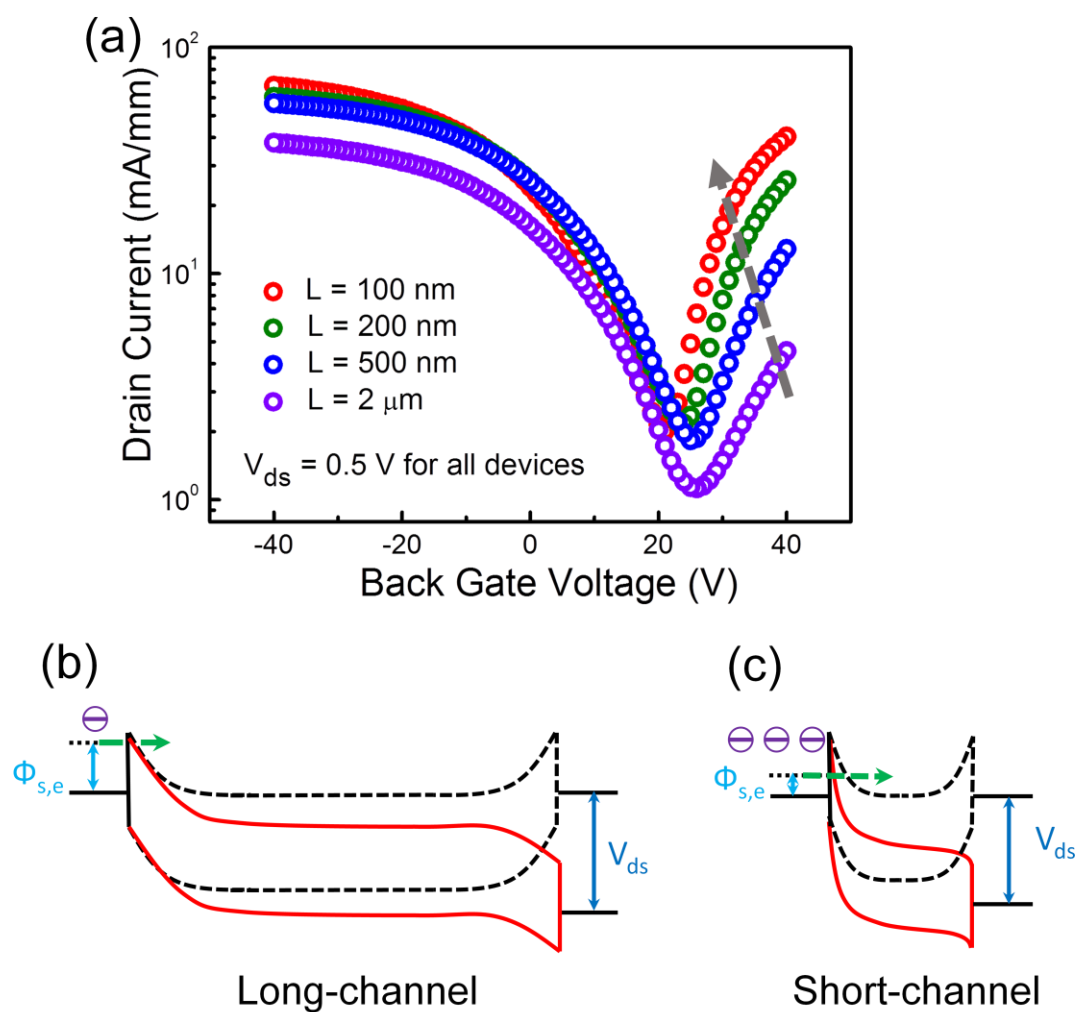 (a)
10²
10¹
10⁰
Drain Current (mA/mm)
L = 100 nm
L = 200 nm
L = 500 nm
L = 2 μm
V_ds = 0.5 V for all devices
-40 -20 0 20 40
Back Gate Voltage (V)
(b)
Φ_s,e
V_ds
Long-channel
(c)
Φ_s,e
V_ds
Short-channel